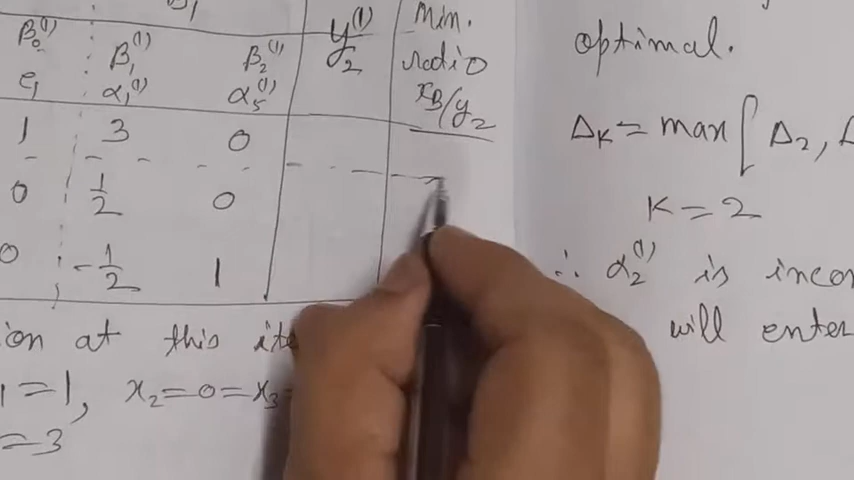 β₀⁽¹⁾ β₁⁽¹⁾ β₂⁽¹⁾ y₂⁽¹⁾ Min.
e₁ α₁⁽¹⁾ α₅⁽¹⁾ ratio
x_B/y₂
1 3 0
0 1/2 0
0 -1/2 1
ion at this ite
1 = 1, x₂ = 0 = x₃ =
= 3
optimal.
Δ_K = max [ Δ₂,
K = 2
∴ α₂⁽¹⁾ is incom
will enter